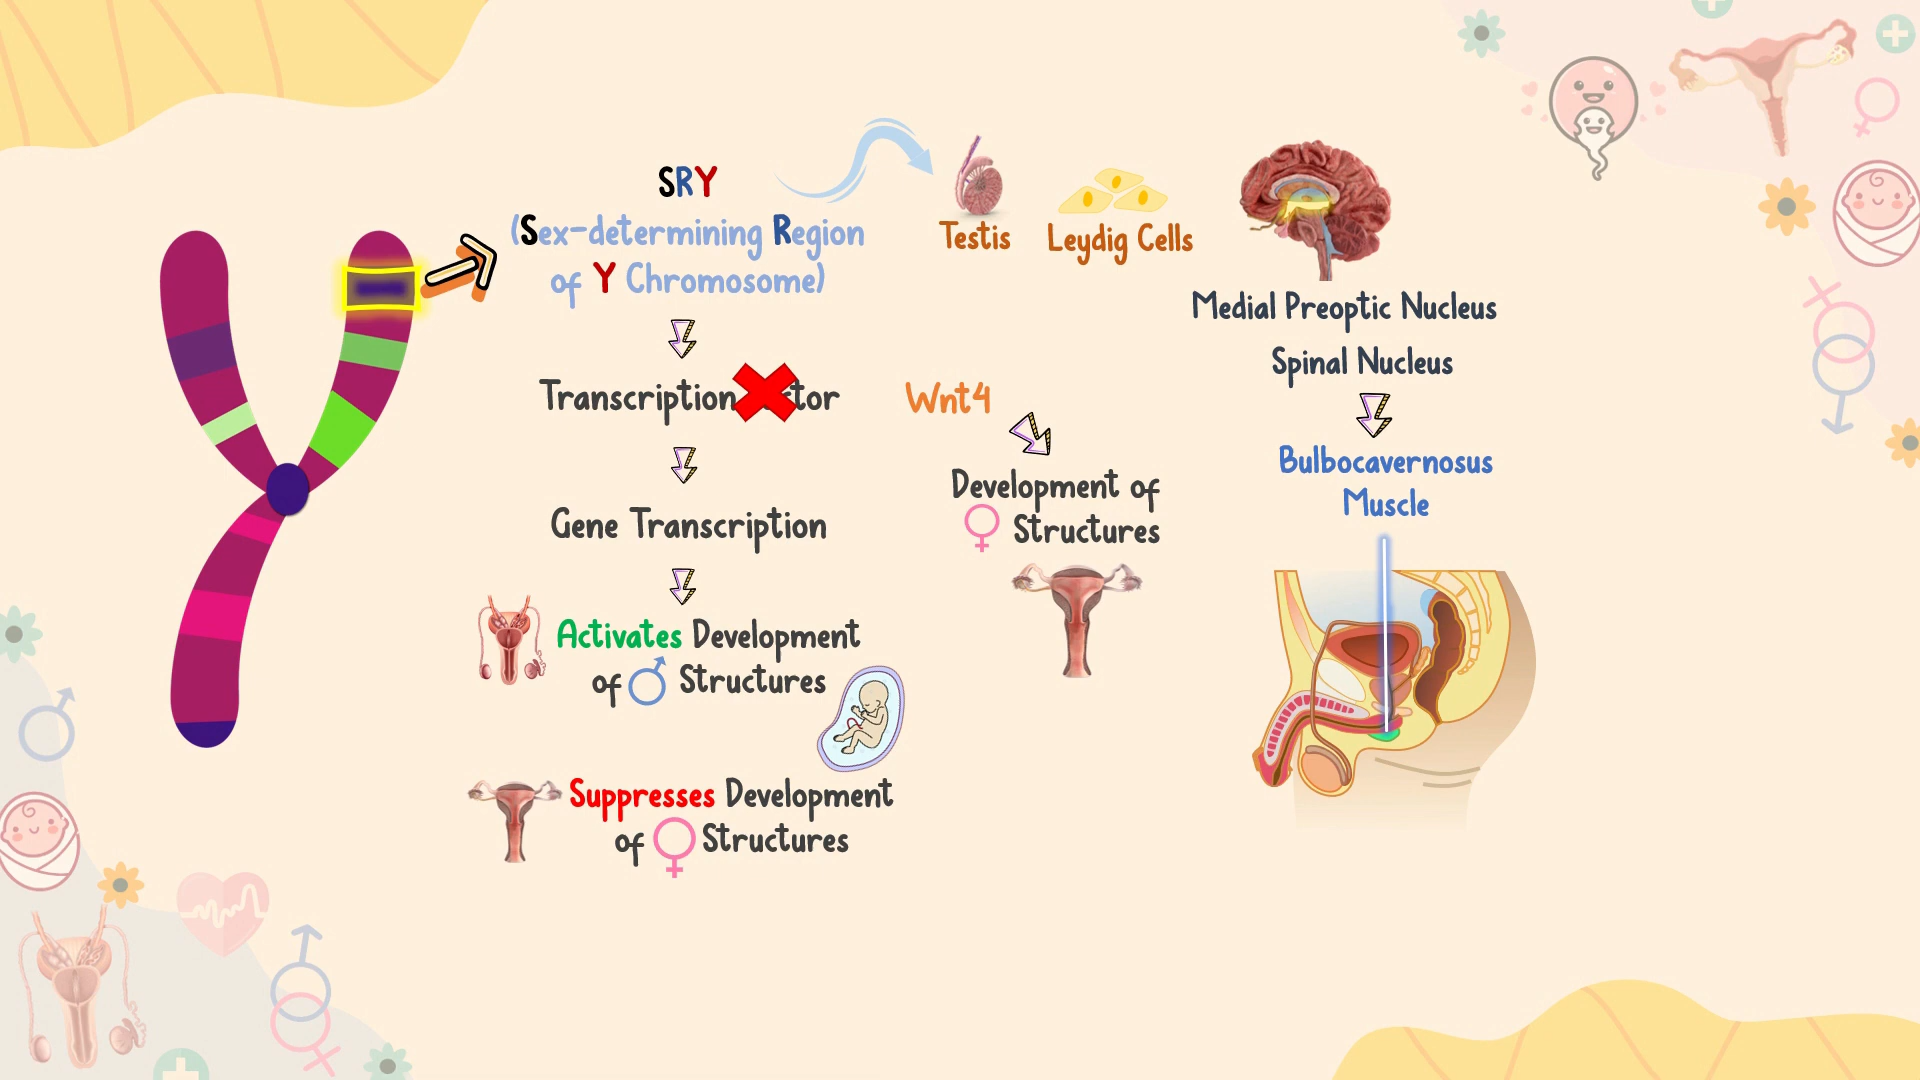 SRY
(Sex-determining Region
of Y Chromosome)
Transcription tor
Gene Transcription
Activates Development
of ♂ Structures
Suppresses Development
of ♀ Structures
Testis
Leydig Cells
Wnt4
Development of
♀ Structures
Medial Preoptic Nucleus
Spinal Nucleus
Bulbocavernosus
Muscle